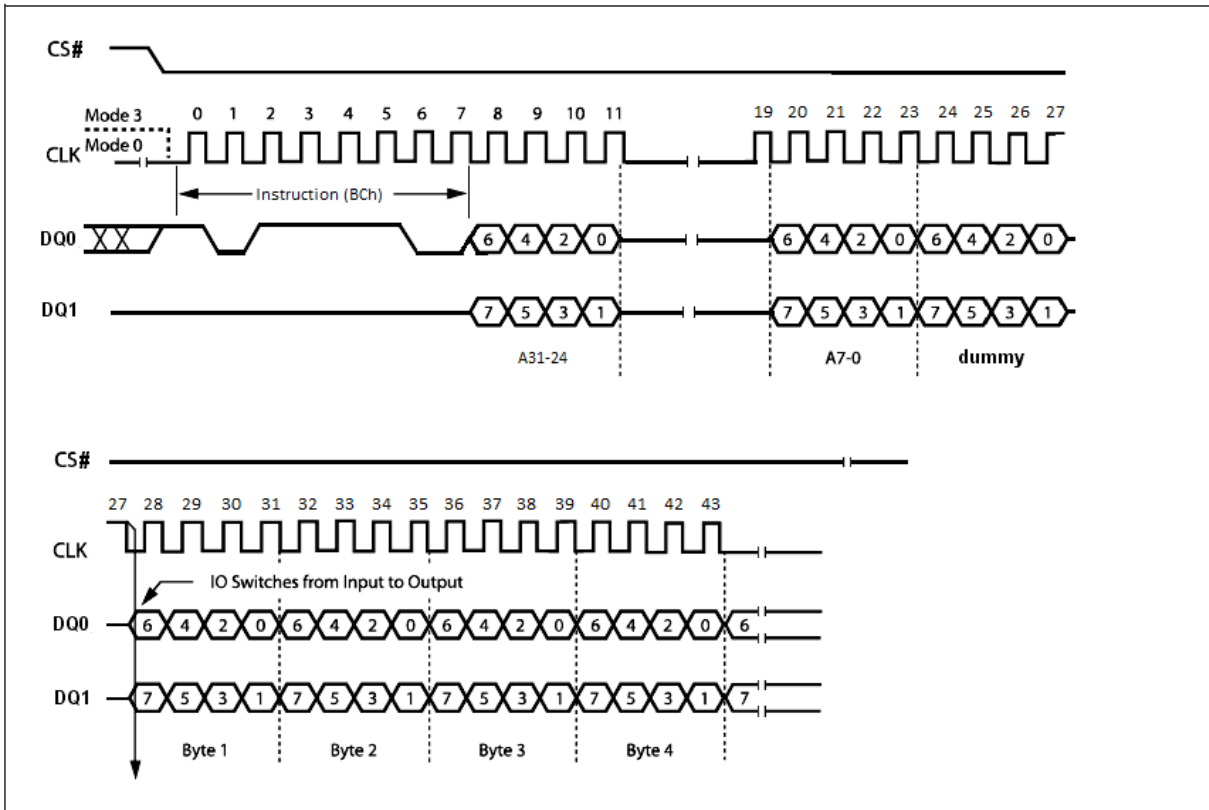 CS#
Mode 3 0 1 2 3 4 5 6 7 8 9 10 11 19 20 21 22 23 24 25 26 27
Mode 0
CLK
Instruction (BCh)
DQ0 6 4 2 0 6 4 2 0 6 4 2 0
DQ1 7 5 3 1 7 5 3 1 7 5 3 1
A31-24 A7-0 dummy
CS#
27 28 29 30 31 32 33 34 35 36 37 38 39 40 41 42 43
CLK
IO Switches from Input to Output
DQ0 6 4 2 0 6 4 2 0 6 4 2 0 6 4 2 0 6
DQ1 7 5 3 1 7 5 3 1 7 5 3 1 7 5 3 1 7
Byte 1 Byte 2 Byte 3 Byte 4